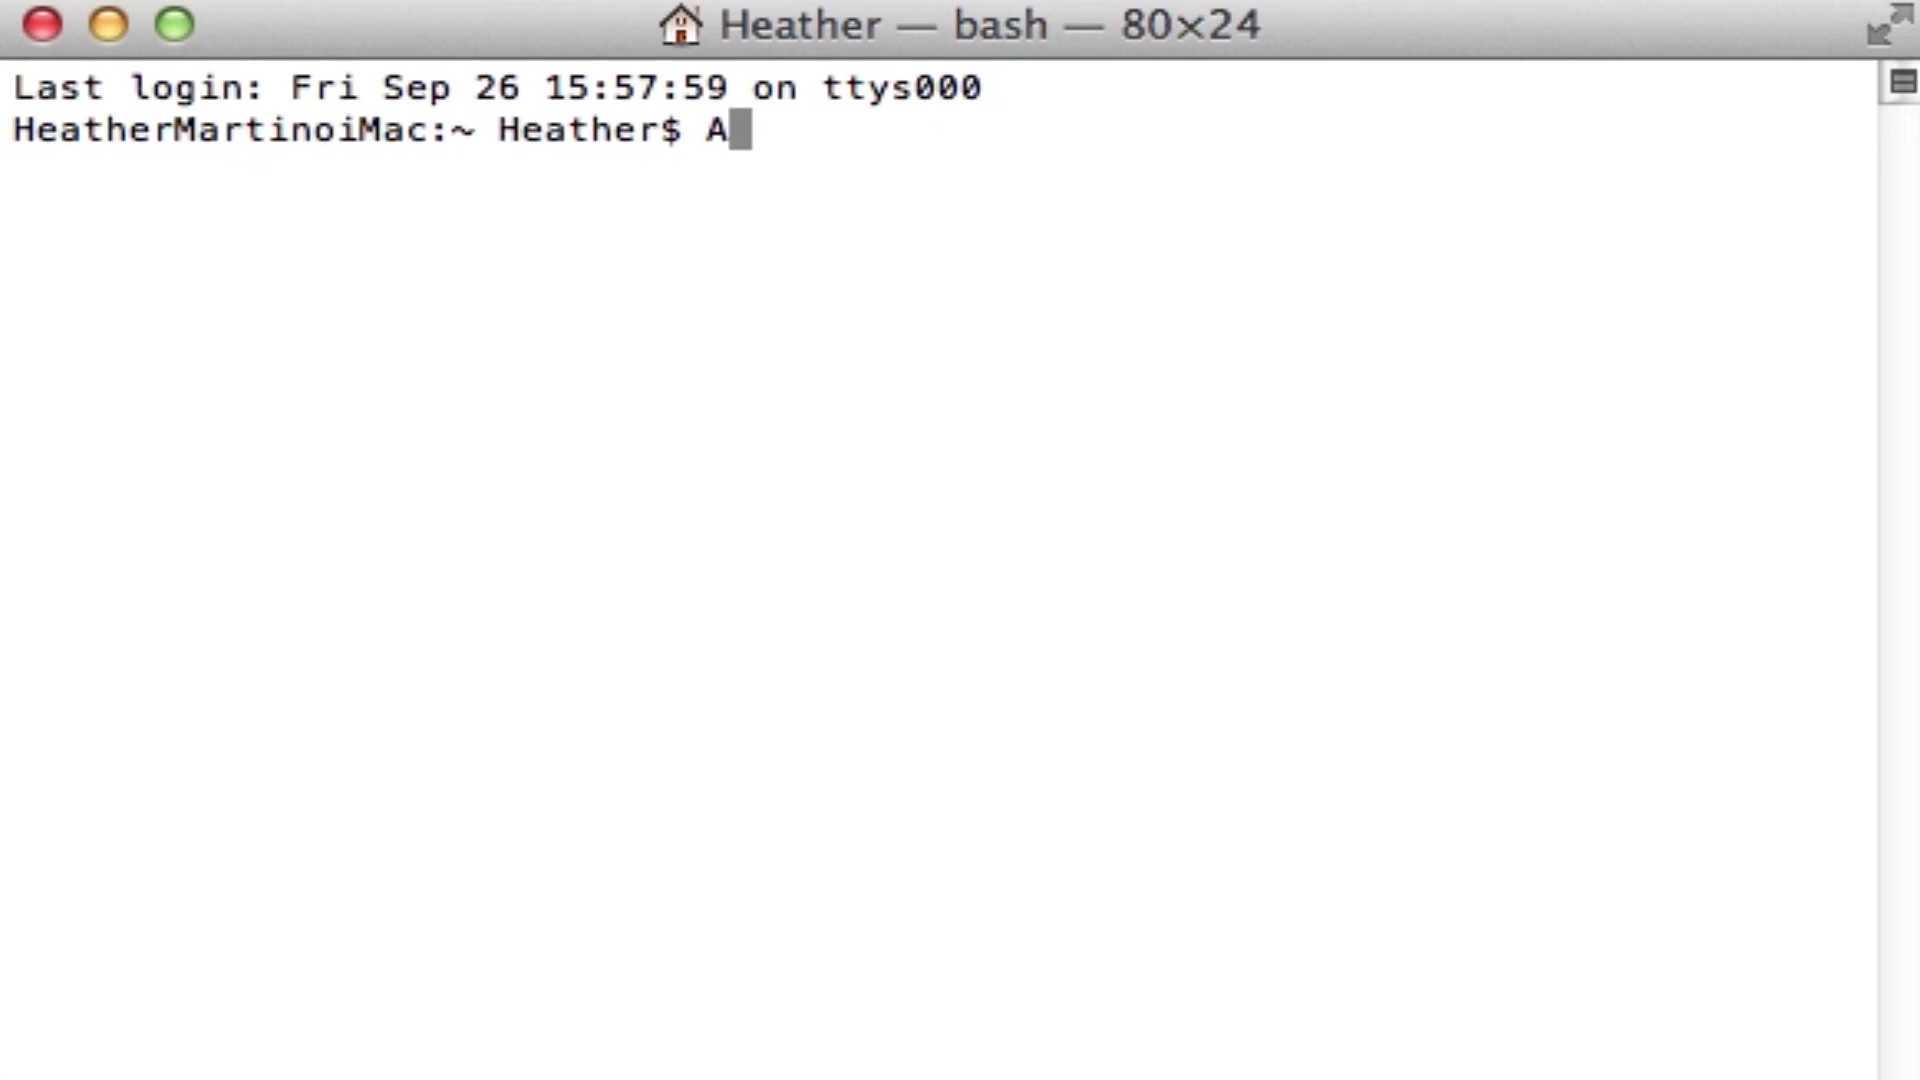 Heather — bash — 80×24
Last login: Fri Sep 26 15:57:59 on ttys000
HeatherMartinoiMac:~ Heather$ A